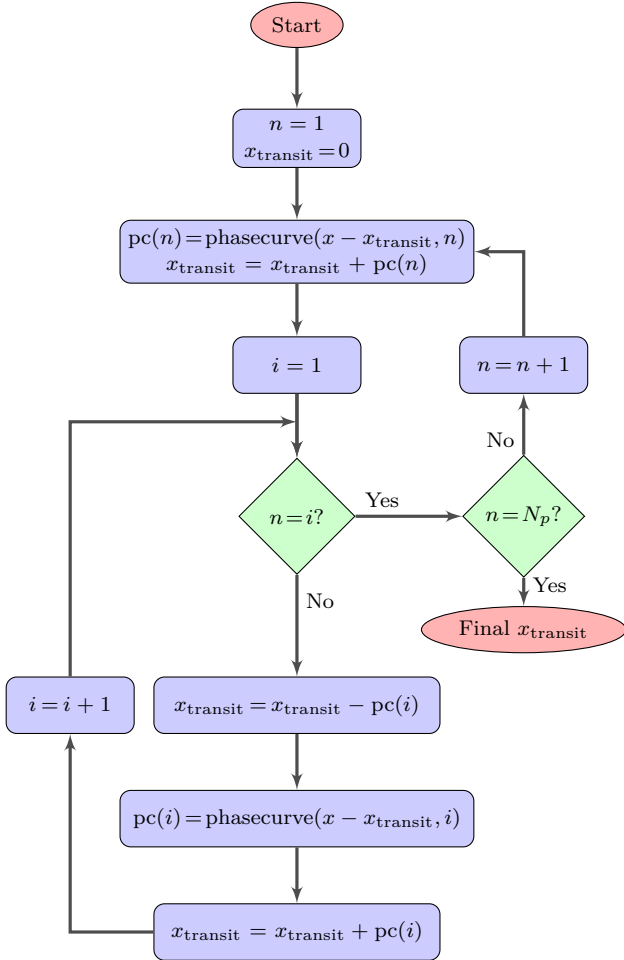 Start
n = 1
x_transit = 0
pc(n) = phasecurve(x − x_transit, n)
x_transit = x_transit + pc(n)
i = 1
n = n + 1
No
n = i?
Yes
n = N_p?
Yes
No
Final x_transit
i = i + 1
x_transit = x_transit − pc(i)
pc(i) = phasecurve(x − x_transit, i)
x_transit = x_transit + pc(i)